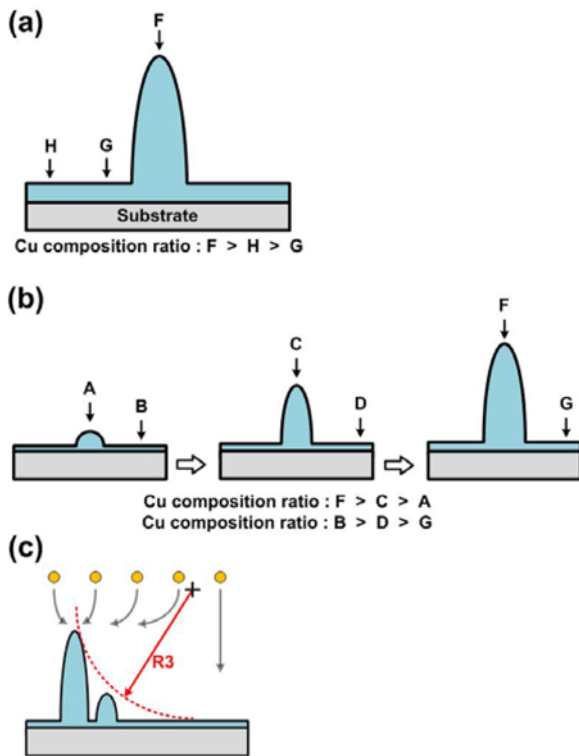 (a)
F
H G
Substrate
Cu composition ratio : F > H > G
(b)
F
C
A B D G
Cu composition ratio : F > C > A
Cu composition ratio : B > D > G
(c)
R3